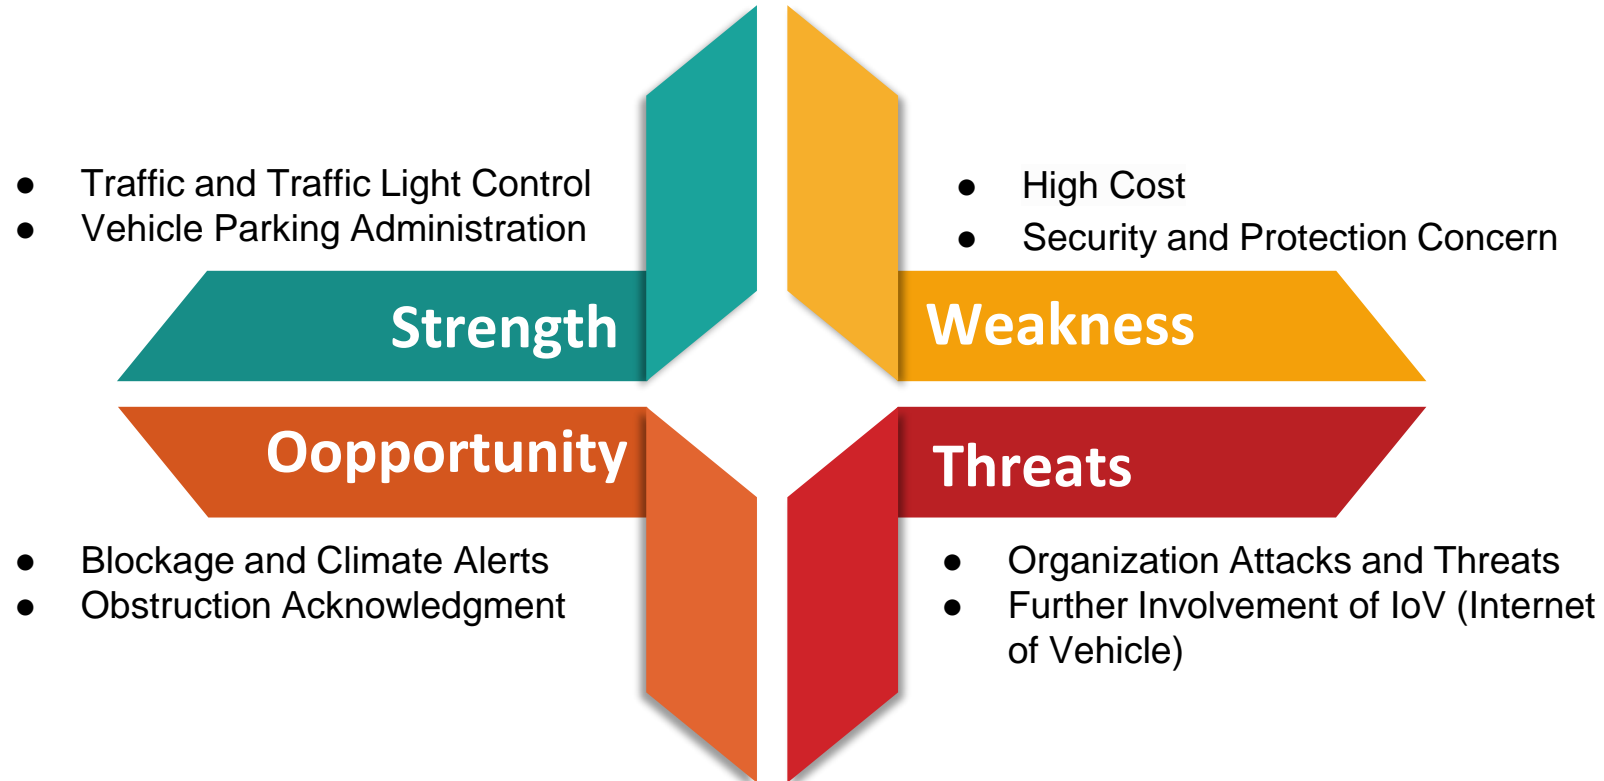 ● Traffic and Traffic Light Control
● Vehicle Parking Administration
Strength
● High Cost
● Security and Protection Concern
Weakness
Oopportunity
● Blockage and Climate Alerts
● Obstruction Acknowledgment
Threats
● Organization Attacks and Threats
● Further Involvement of IoV (Internet
of Vehicle)